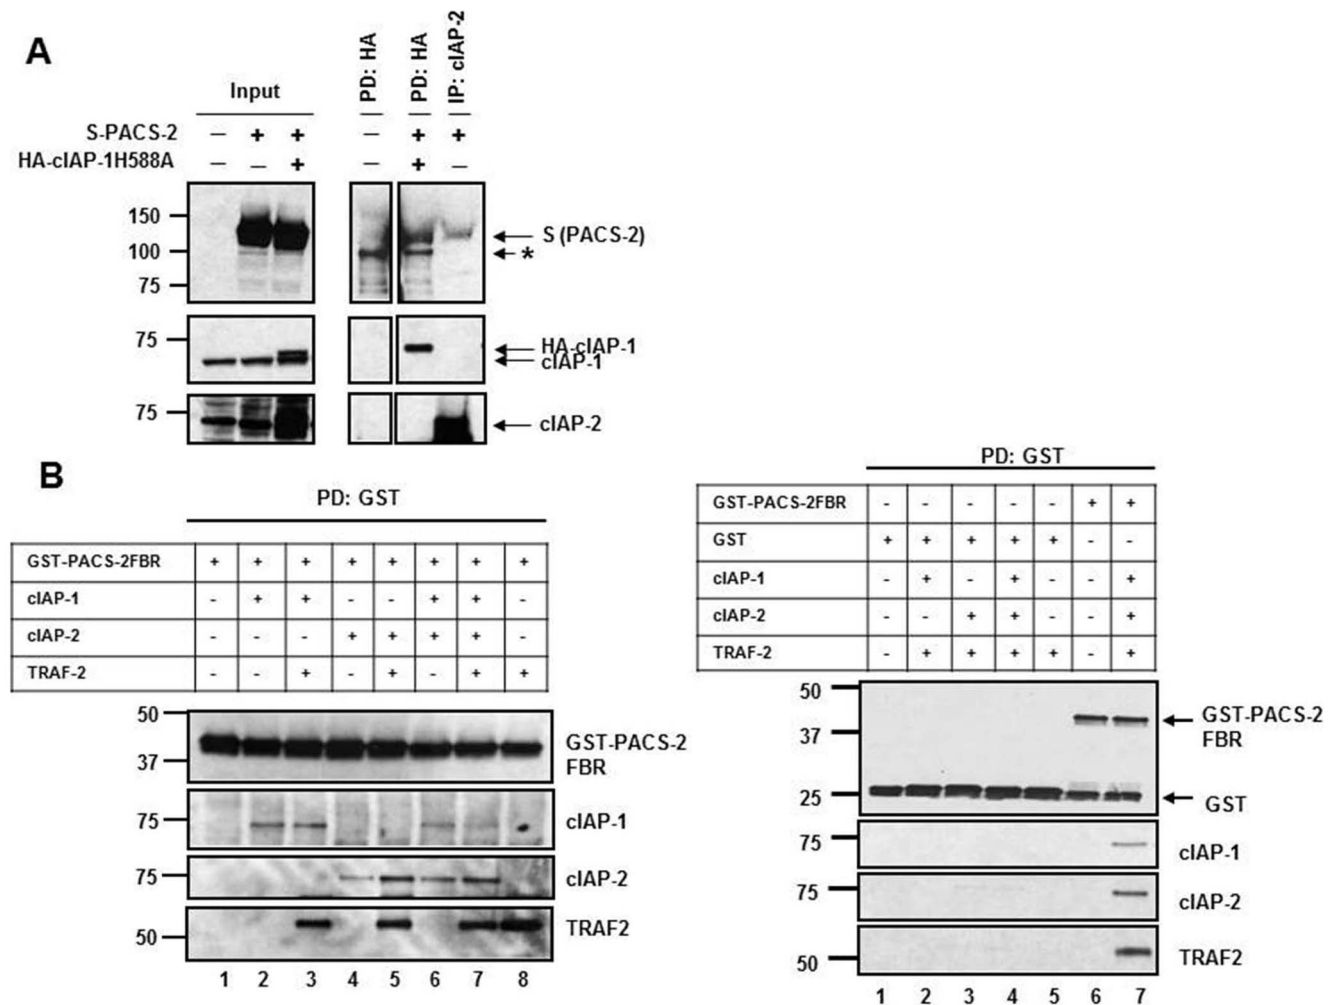 A
Input
PD: HA
PD: HA
IP: cIAP-2
S-PACS-2 – + + – + +
HA-cIAP-1H588A – – + – + –
150
100
75
S (PACS-2)
*
75
HA-cIAP-1
cIAP-1
75
cIAP-2
B
PD: GST
GST-PACS-2FBR + + + + + + + +
cIAP-1 - + + - - + + -
cIAP-2 - - - + + + + -
TRAF-2 - - + - + - + +
50
37
GST-PACS-2
FBR
75
cIAP-1
75
cIAP-2
50
TRAF2
1 2 3 4 5 6 7 8
PD: GST
GST-PACS-2FBR - - - - - + +
GST + + + + + - -
cIAP-1 - + - + - - +
cIAP-2 - - + + - - +
TRAF-2 - + + + + - +
50
37
25
GST-PACS-2
FBR
GST
75
cIAP-1
75
cIAP-2
50
TRAF2
1 2 3 4 5 6 7